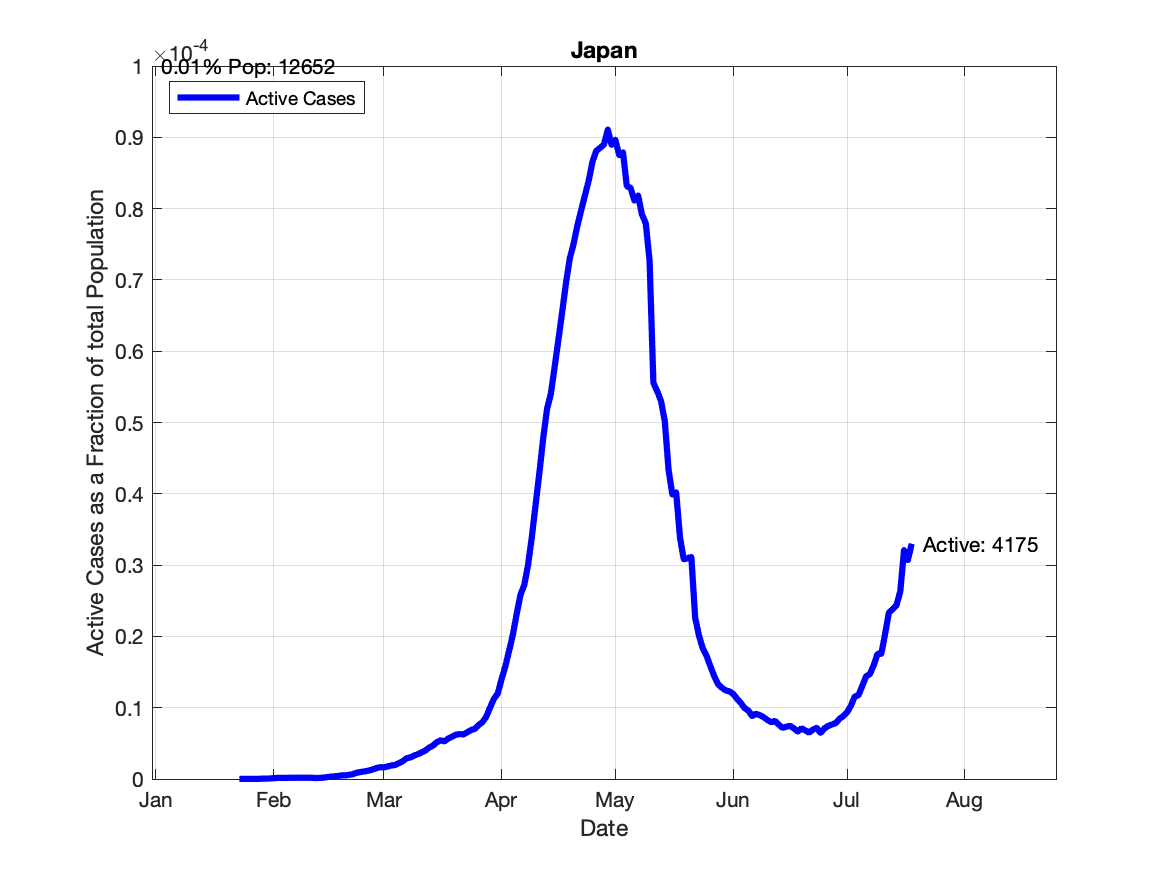 Japan
×10-4
0.01% Pop: 12652
Active Cases
1
0.9
0.8
0.7
0.6
0.5
0.4
0.3
0.2
0.1
0
Active Cases as a Fraction of total Population
Active: 4175
Jan Feb Mar Apr May Jun Jul Aug
Date